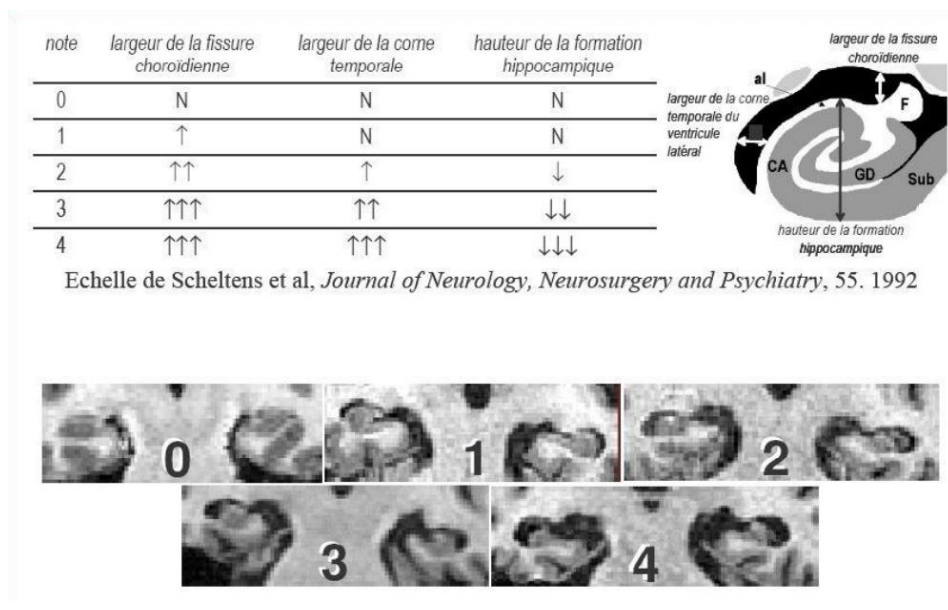 note largeur de la fissure choroïdienne largeur de la corne temporale hauteur de la formation hippocampique
0 N N N
1 ↑ N N
2 ↑↑ ↑ ↓
3 ↑↑↑ ↑↑ ↓↓
4 ↑↑↑ ↑↑↑ ↓↓↓
largeur de la fissure
choroïdienne
al
largeur de la corne
temporale du
ventricule
latéral
F
CA
GD
Sub
hauteur de la formation
hippocampique
Echelle de Scheltens et al, Journal of Neurology, Neurosurgery and Psychiatry, 55. 1992
0
1
2
3
4